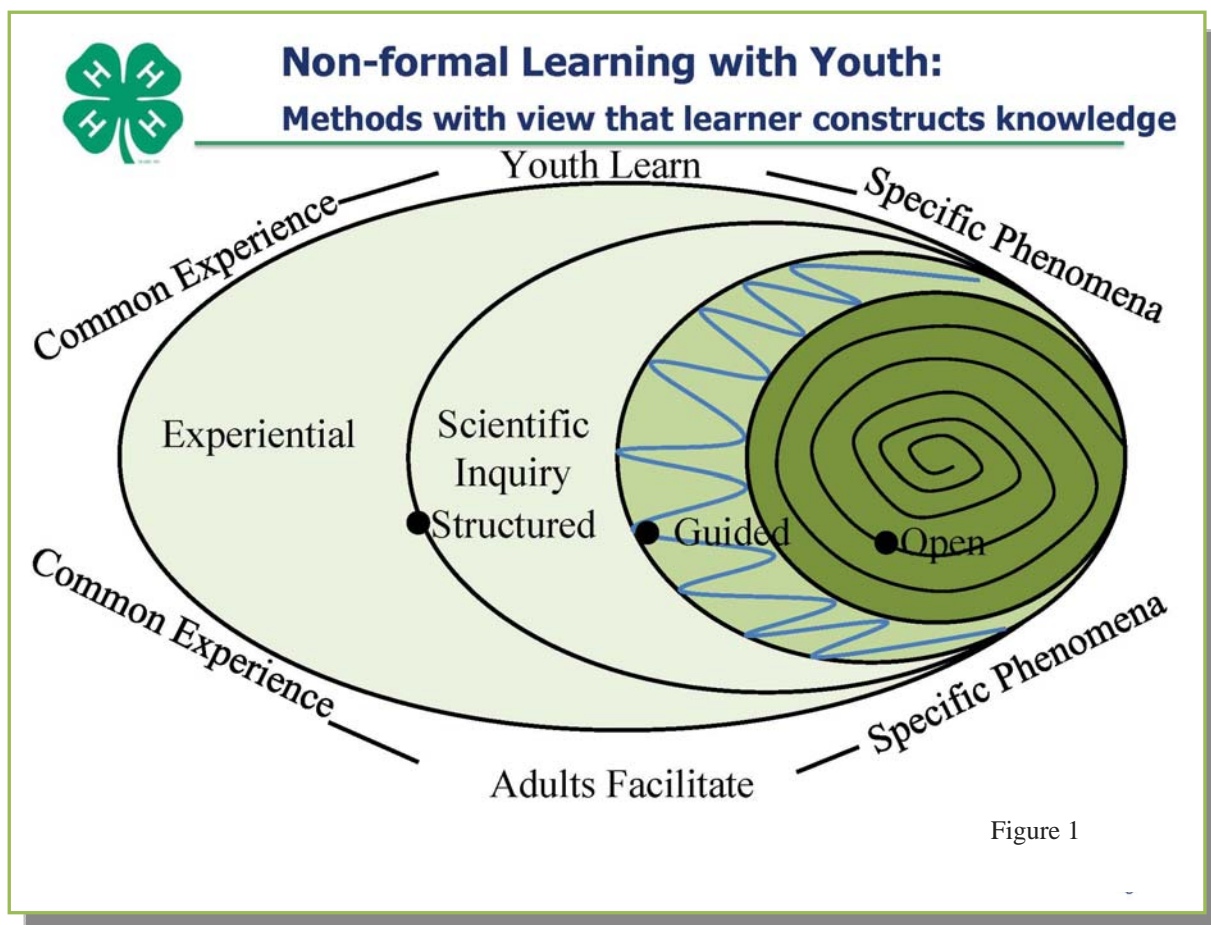 H H
H H
Non-formal Learning with Youth:
Methods with view that learner constructs knowledge
Youth Learn
Common Experience
Specific Phenomena
Experiential
Scientific
Inquiry
Structured
Guided
Open
Common Experience
Specific Phenomena
Adults Facilitate
Figure 1